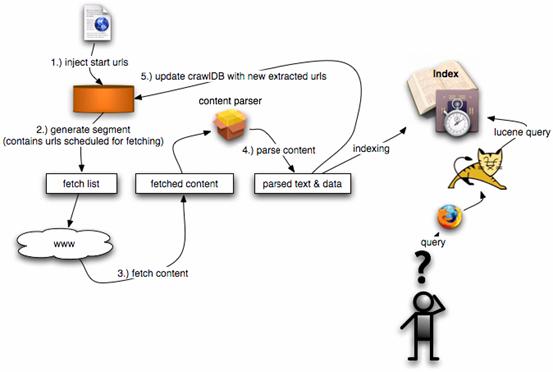 1.) inject start urls
5.) update crawlDB with new extracted urls
content parser
Index
2.) generate segment
(contains urls scheduled for fetching)
4.) parse content
indexing
lucene query
fetch list
fetched content
parsed text & data
www
3.) fetch content
query
?